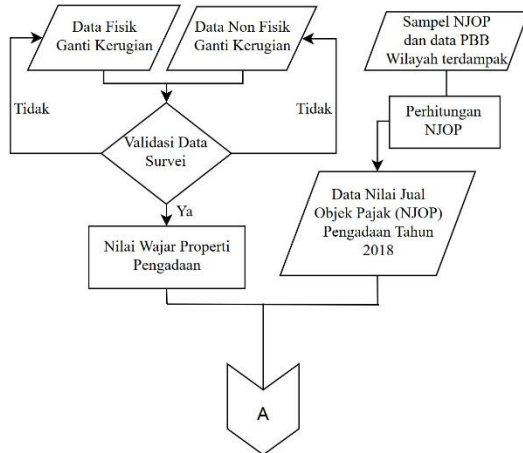 Data Fisik
Ganti Kerugian
Data Non Fisik
Ganti Kerugian
Sampel NJOP
dan data PBB
Wilayah terdampak
Tidak
Tidak
Perhitungan
NJOP
Validasi Data
Survei
Data Nilai Jual
Objek Pajak (NJOP)
Pengadaan Tahun
2018
Ya
Nilai Wajar Properti
Pengadaan
A